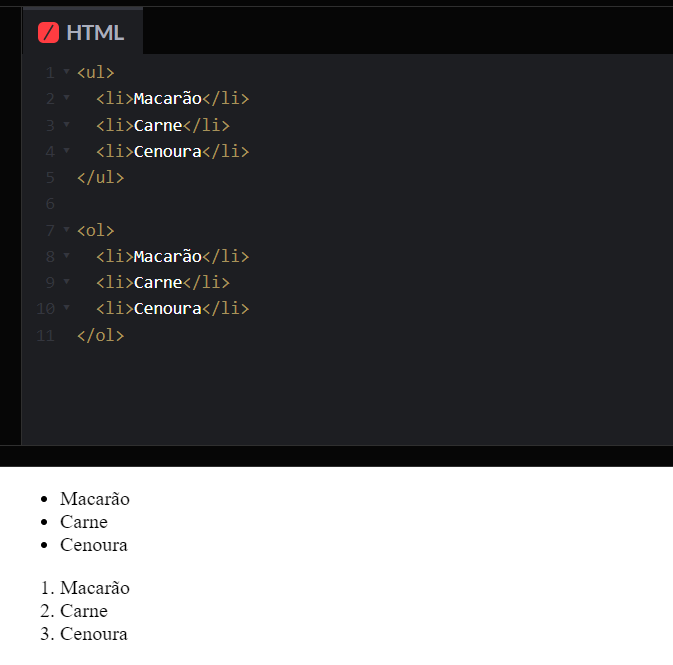 HTML
1 <ul>
2 <li>Macarão</li>
3 <li>Carne</li>
4 <li>Cenoura</li>
5 </ul>
6
7 <ol>
8 <li>Macarão</li>
9 <li>Carne</li>
10 <li>Cenoura</li>
11 </ol>
• Macarão
• Carne
• Cenoura
1. Macarão
2. Carne
3. Cenoura